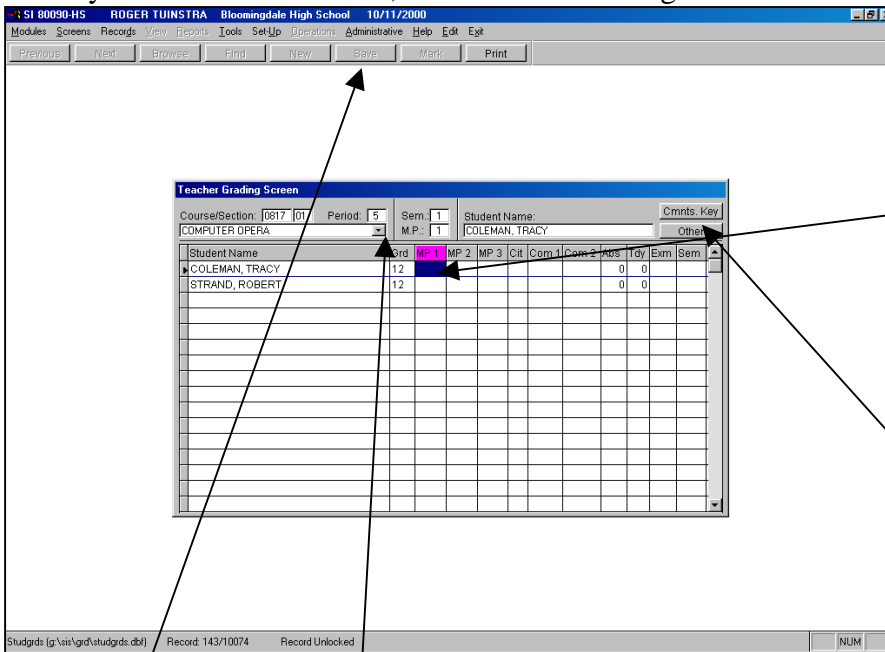 SI 80090-HS ROGER TUINSTRA Bloomingdale High School 10/11/2000
Modules Screens Records View Reports Tools Set-Up Operations Administrative Help Edit Exit
Previous Next Browse Find New Save Mark Print
Teacher Grading Screen
Course/Section: 0817 01 Period: 5 Sem.: 1 Student Name: Cmnts. Key
COMPUTER OPERA M.P.: 1 COLEMAN, TRACY Other
Student Name Grd MP 1 MP 2 MP 3 Cit Com 1 Com 2 Abs Tdy Exm Sem
COLEMAN, TRACY 12 0 0
STRAND, ROBERT 12 0 0
Studgrds (g:\sis\grd\studgrds.dbf) Record: 143/10074 Record Unlocked NUM